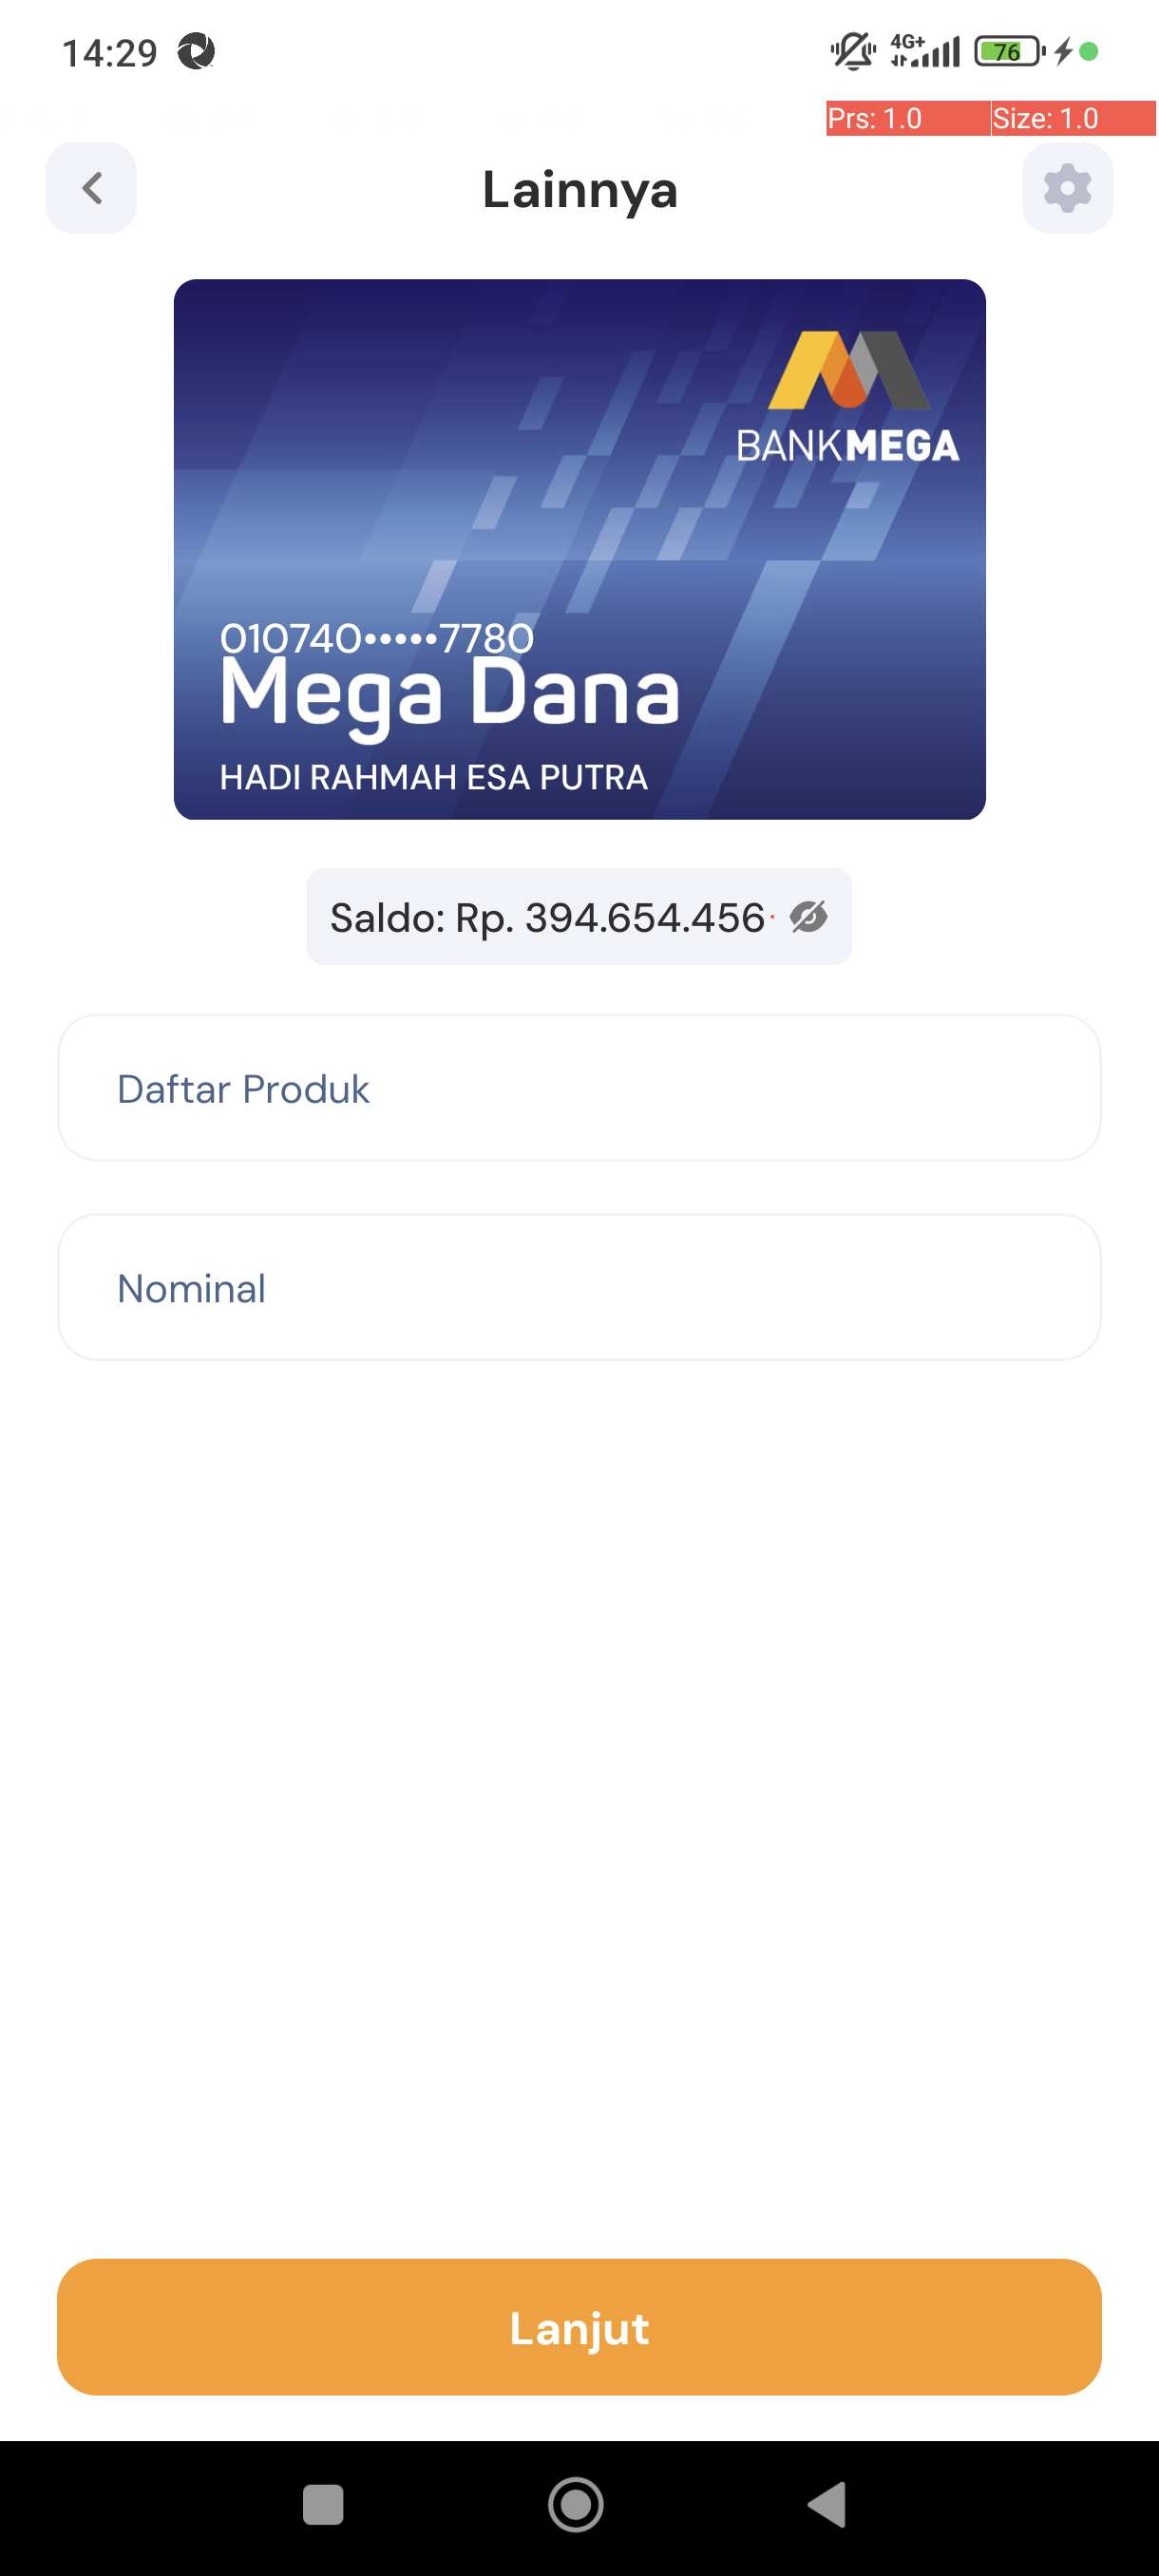 14:29
4G+ 76
Prs: 1.0 Size: 1.0
Lainnya
BANKMEGA
010740•••••7780
Mega Dana
HADI RAHMAH ESA PUTRA
Saldo: Rp. 394.654.456
Daftar Produk
Nominal
Lanjut